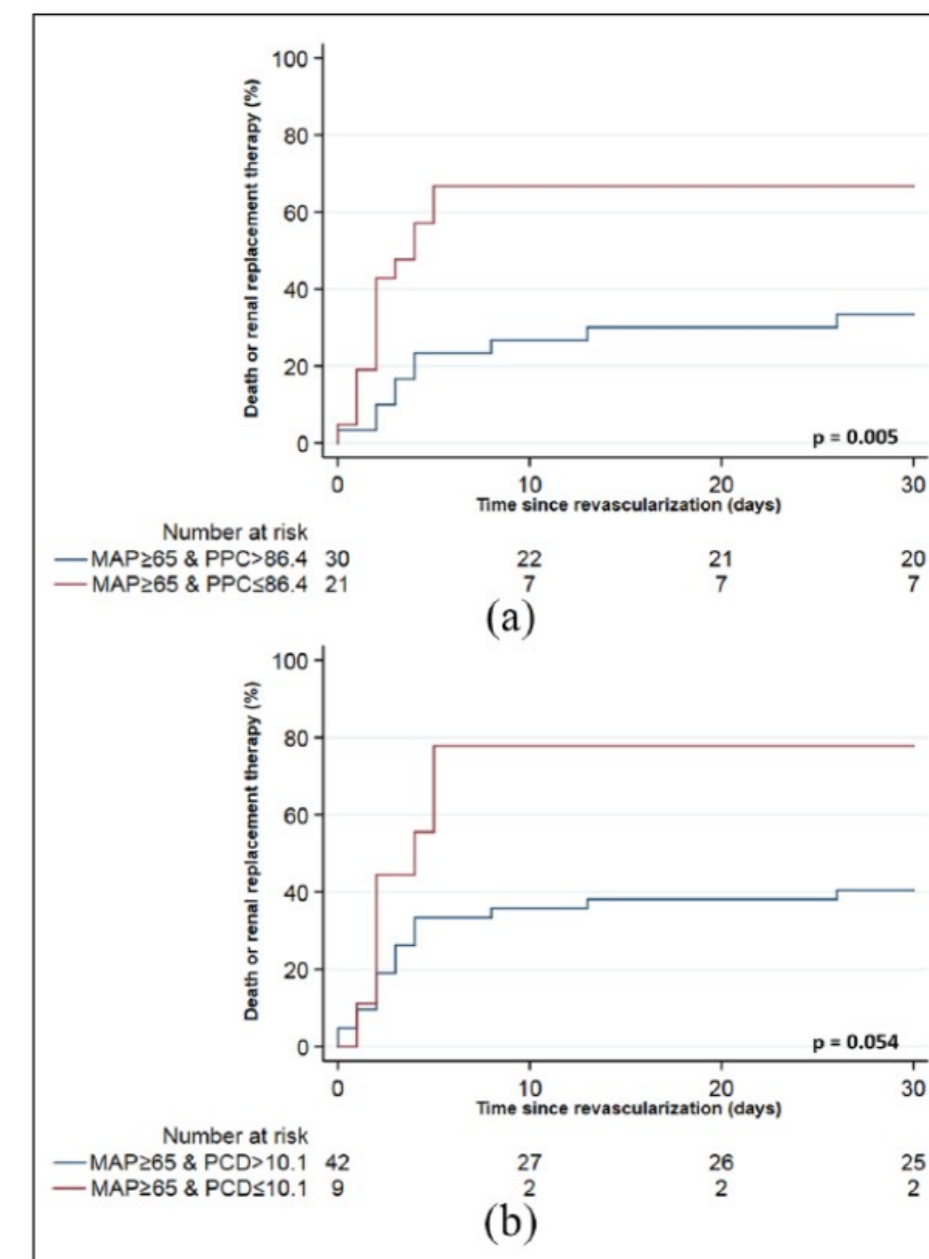 Death or renal replacement therapy (%)
100
80
60
40
20
0
p = 0.005
0 10 20 30
Time since revascularization (days)
Number at risk
MAP≥65 & PPC>86.4 30 22 21 20
MAP≥65 & PPC≤86.4 21 7 7 7
(a)
Death or renal replacement therapy (%)
100
80
60
40
20
0
p = 0.054
0 10 20 30
Time since revascularization (days)
Number at risk
MAP≥65 & PCD>10.1 42 27 26 25
MAP≥65 & PCD≤10.1 9 2 2 2
(b)